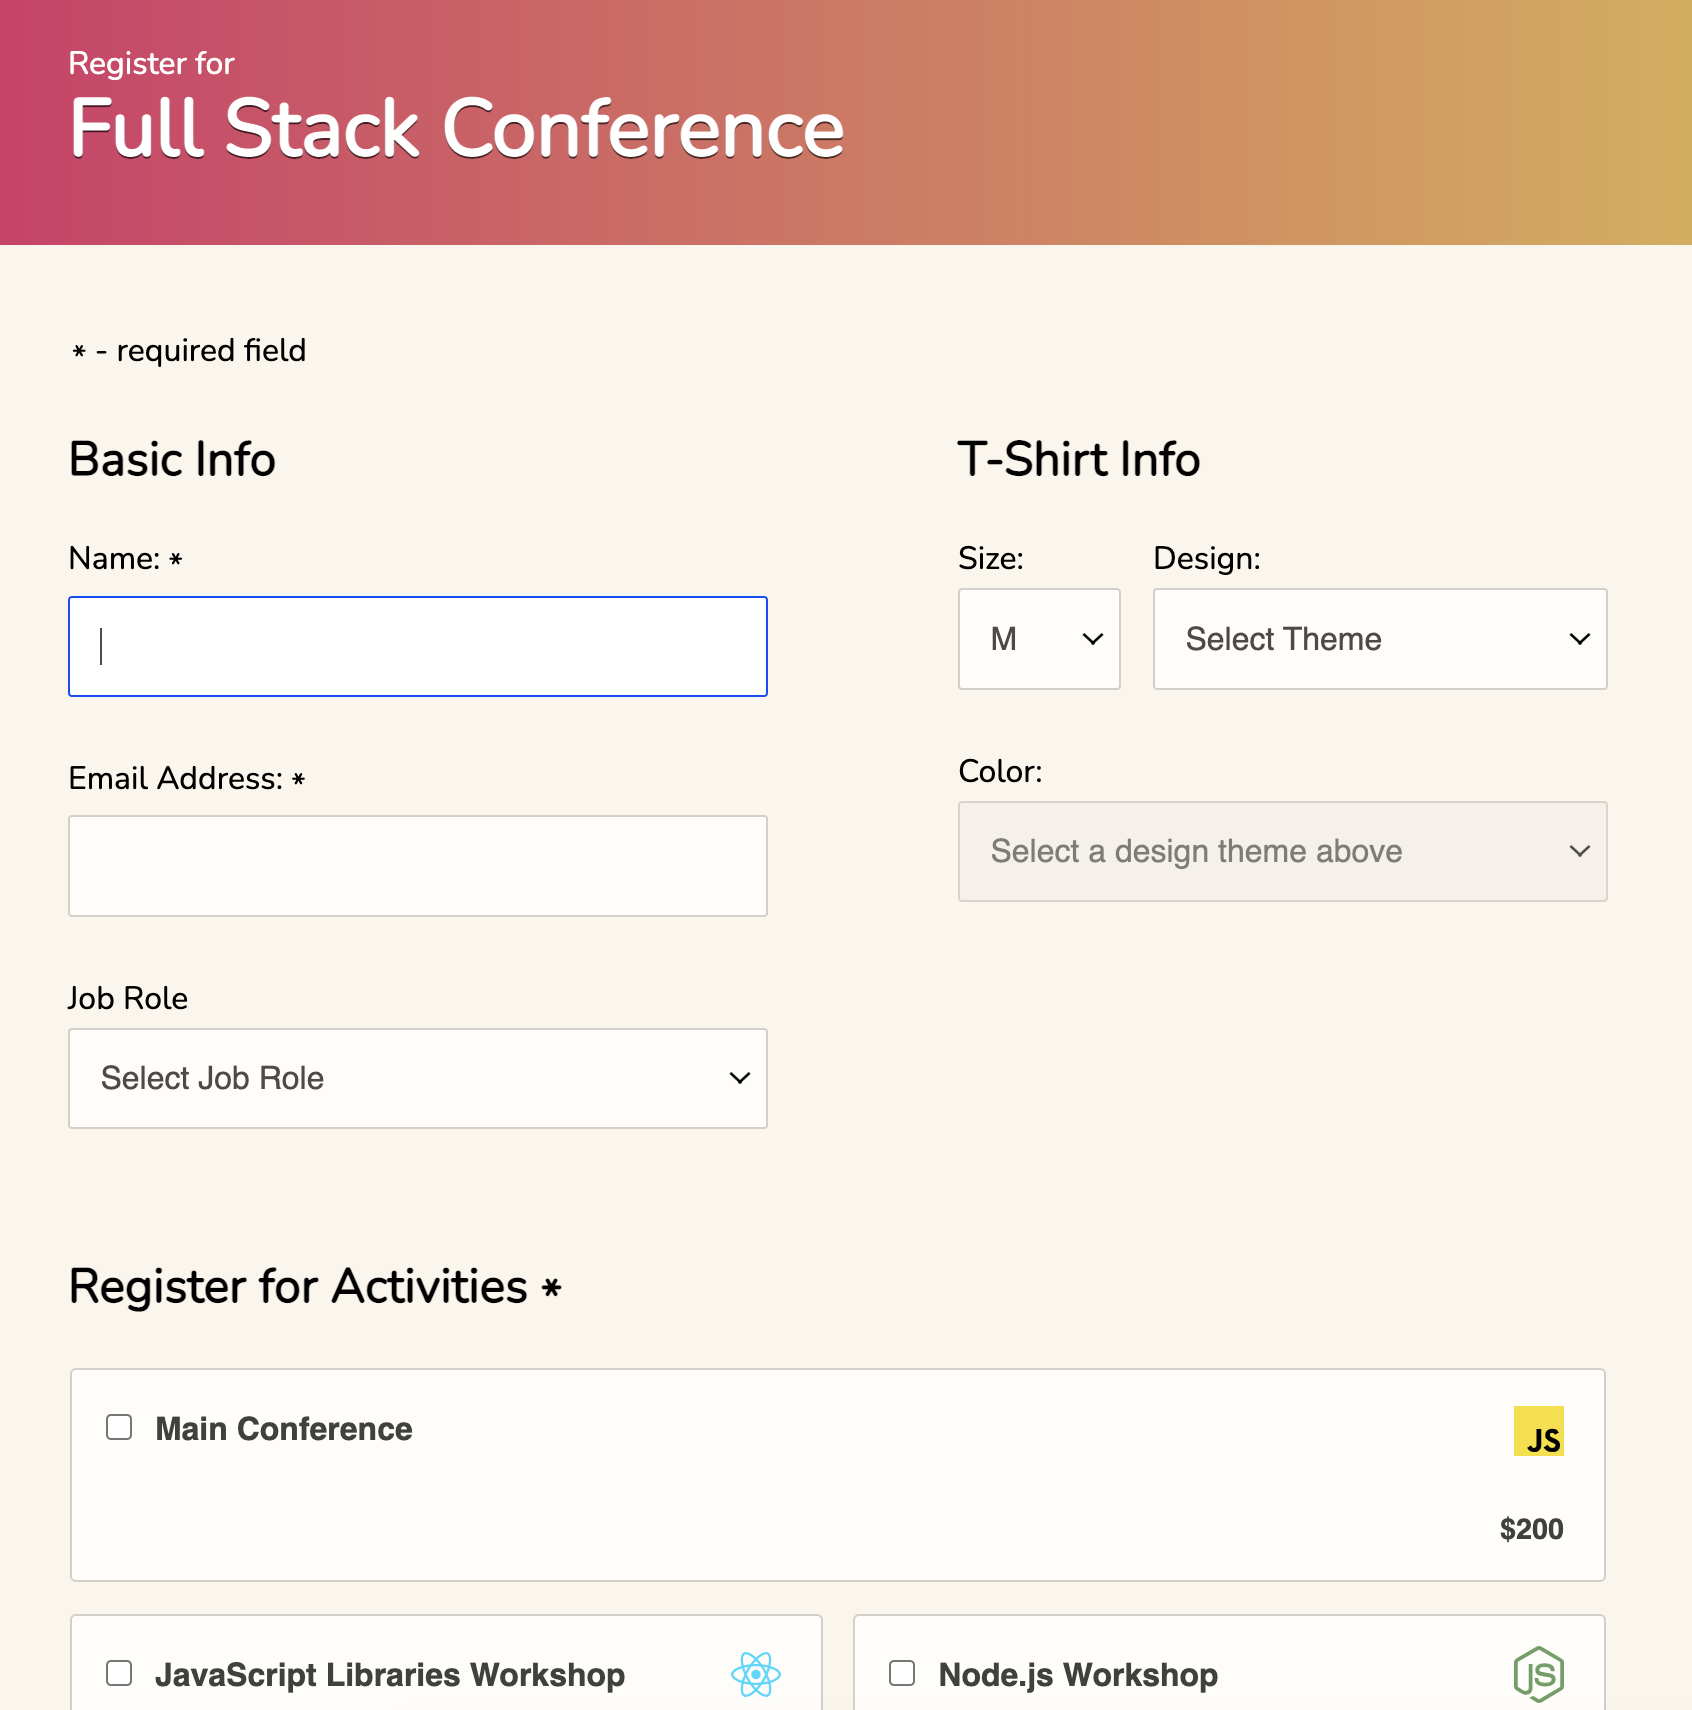 Register for
Full Stack Conference
* - required field
Basic Info
Name: *
Email Address: *
Job Role
Select Job Role
T-Shirt Info
Size:
M
Design:
Select Theme
Color:
Select a design theme above
Register for Activities *
Main Conference
JS
$200
JavaScript Libraries Workshop
Node.js Workshop
JS